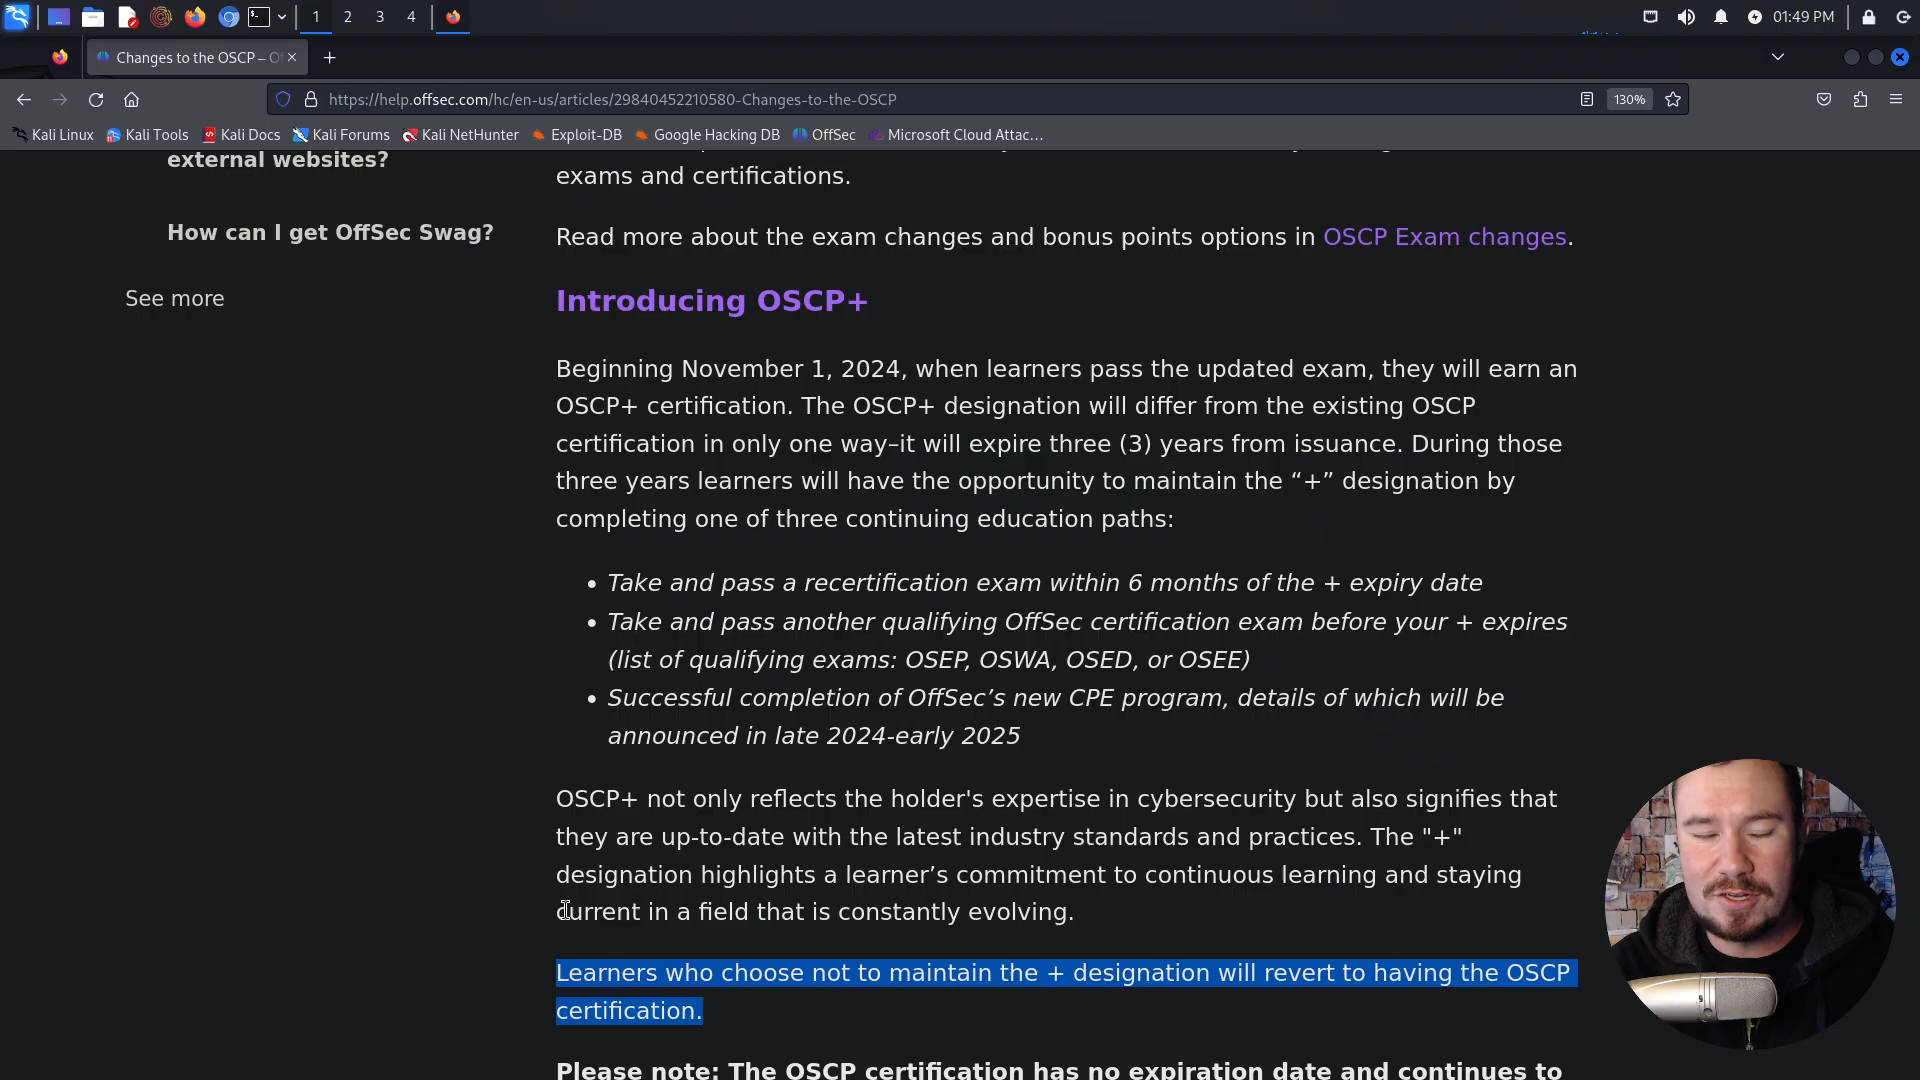 1 2 3 4
01:49 PM
Changes to the OSCP – O
https://help.offsec.com/hc/en-us/articles/29840452210580-Changes-to-the-OSCP
130%
Kali Linux Kali Tools Kali Docs Kali Forums Kali NetHunter Exploit-DB Google Hacking DB OffSec Microsoft Cloud Attac…
external websites?
How can I get OffSec Swag?
See more
exams and certifications.
Read more about the exam changes and bonus points options in OSCP Exam changes.
Introducing OSCP+
Beginning November 1, 2024, when learners pass the updated exam, they will earn an
OSCP+ certification. The OSCP+ designation will differ from the existing OSCP
certification in only one way–it will expire three (3) years from issuance. During those
three years learners will have the opportunity to maintain the “+” designation by
completing one of three continuing education paths:
• Take and pass a recertification exam within 6 months of the + expiry date
• Take and pass another qualifying OffSec certification exam before your + expires
(list of qualifying exams: OSEP, OSWA, OSED, or OSEE)
• Successful completion of OffSec’s new CPE program, details of which will be
announced in late 2024-early 2025
OSCP+ not only reflects the holder's expertise in cybersecurity but also signifies that
they are up-to-date with the latest industry standards and practices. The "+"
designation highlights a learner’s commitment to continuous learning and staying
current in a field that is constantly evolving.
Learners who choose not to maintain the + designation will revert to having the OSCP
certification.
Please note: The OSCP certification has no expiration date and continues to